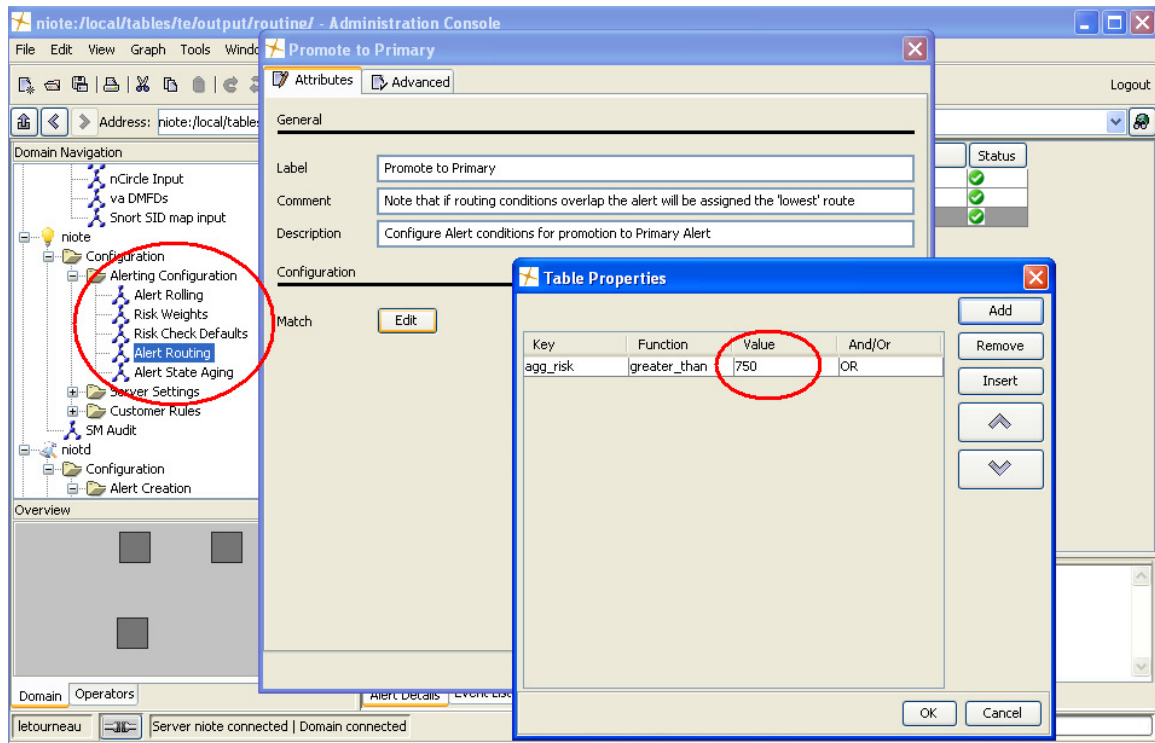 niote:/local/tables/te/output/routine/ - Administration Console
File Edit View Graph Tools Windo
Logout
Address: niote:/local/table
Domain Navigation
nCircle Input
va DMFDs
Snort SID map input
niote
Configuration
Alerting Configuration
Alert Rolling
Risk Weights
Risk Check Defaults
Alert Routing
Alert State Aging
Server Settings
Customer Rules
SM Audit
niotd
Configuration
Alert Creation
Overview
Domain Operators
Alert Details Event List
letourneau
Server niote connected | Domain connected
Status
Promote to Primary
Attributes Advanced
General
Label Promote to Primary
Comment Note that if routing conditions overlap the alert will be assigned the 'lowest' route
Description Configure Alert conditions for promotion to Primary Alert
Configuration
Match Edit
Table Properties
Key Function Value And/Or
agg_risk greater_than 750 OR
Add
Remove
Insert
OK Cancel